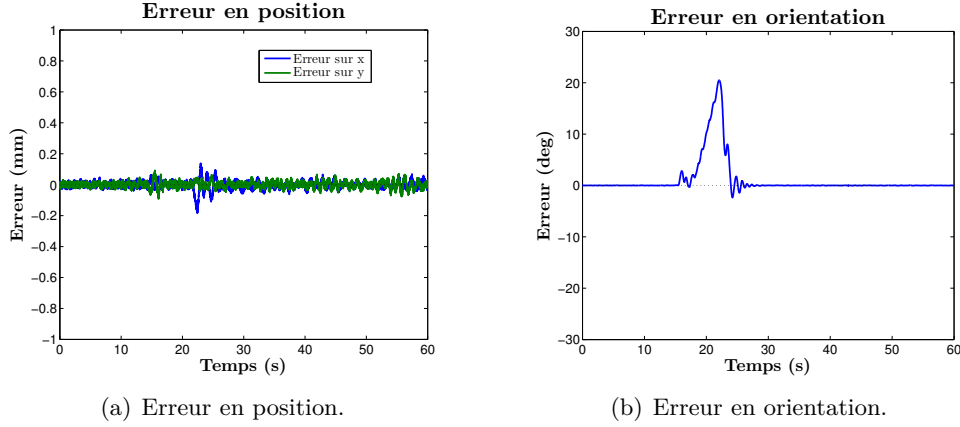 Erreur en position
1
0.8
0.6
0.4
0.2
0
−0.2
−0.4
−0.6
−0.8
−1
Erreur (mm)
Erreur sur x
Erreur sur y
0 10 20 30 40 50 60
Temps (s)
(a) Erreur en position.
Erreur en orientation
30
20
10
0
−10
−20
−30
Erreur (deg)
0 10 20 30 40 50 60
Temps (s)
(b) Erreur en orientation.